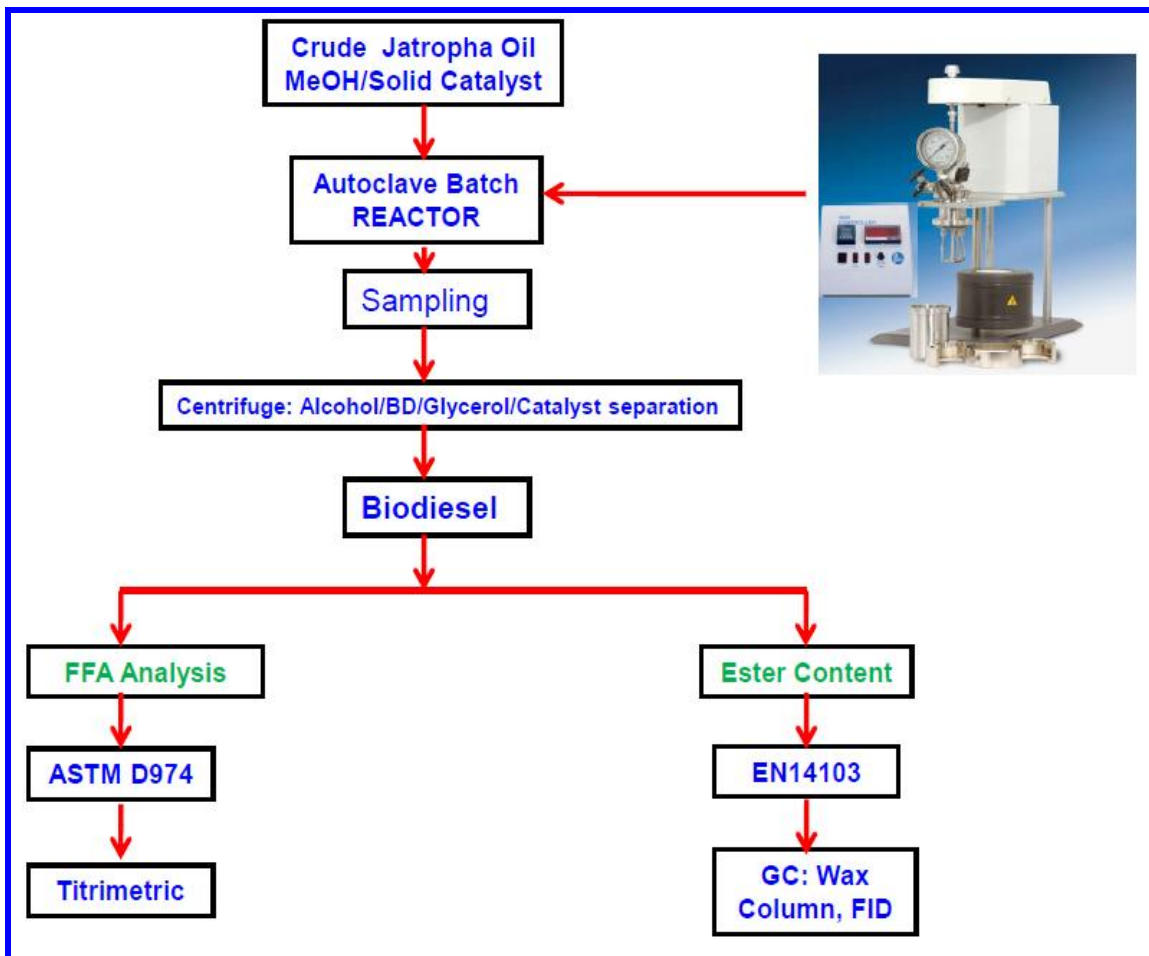 Crude Jatropha Oil
MeOH/Solid Catalyst
Autoclave Batch
REACTOR
Sampling
Centrifuge: Alcohol/BD/Glycerol/Catalyst separation
Biodiesel
FFA Analysis
Ester Content
ASTM D974
EN14103
Titrimetric
GC: Wax
Column, FID